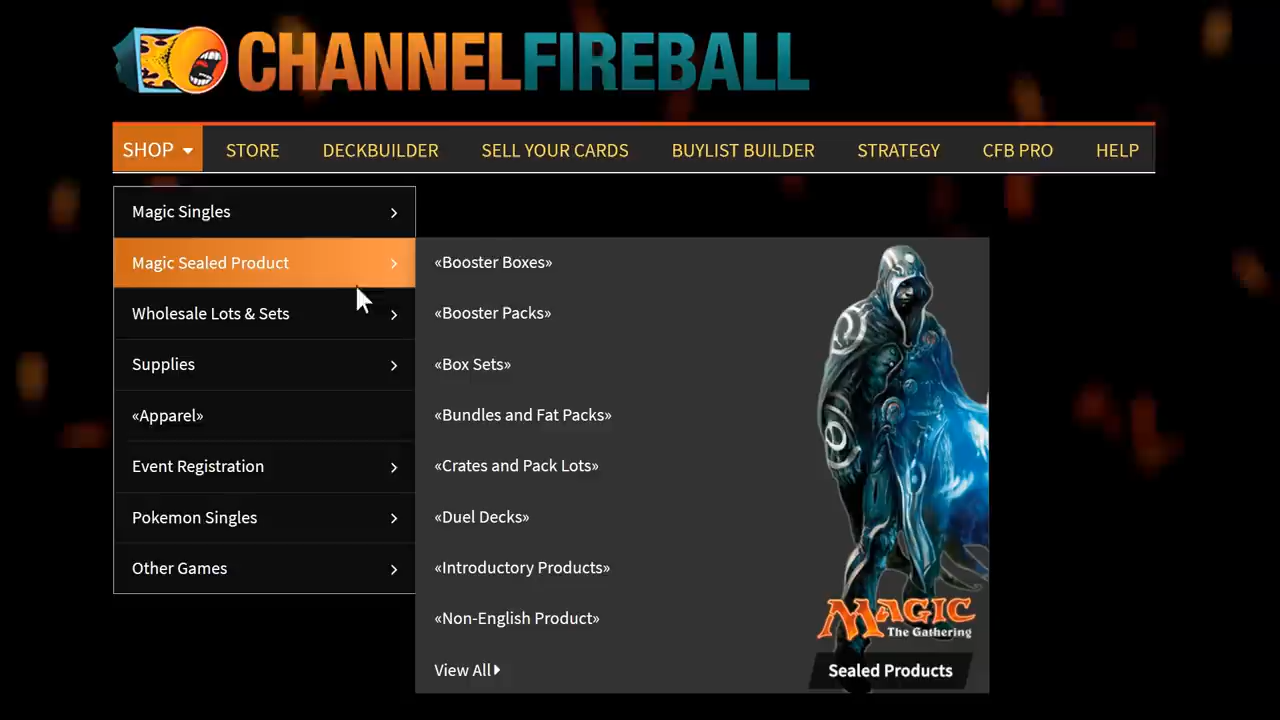 CHANNELFIREBALL
SHOP STORE DECKBUILDER SELL YOUR CARDS BUYLIST BUILDER STRATEGY CFB PRO HELP
Magic Singles
Magic Sealed Product
Wholesale Lots & Sets
Supplies
«Apparel»
Event Registration
Pokemon Singles
Other Games
«Booster Boxes»
«Booster Packs»
«Box Sets»
«Bundles and Fat Packs»
«Crates and Pack Lots»
«Duel Decks»
«Introductory Products»
«Non-English Product»
View All
MAGIC
The Gathering
Sealed Products